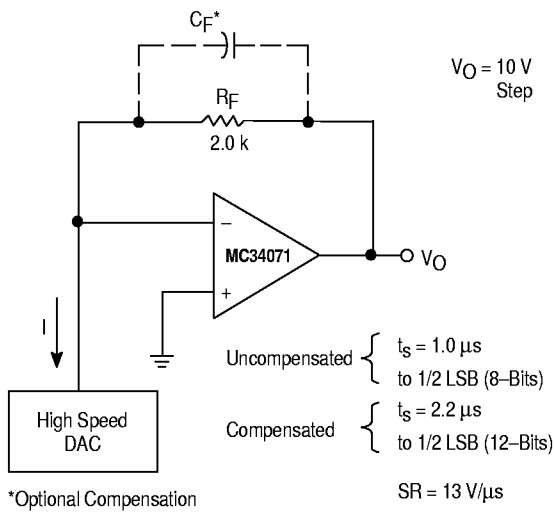 CF*
VO = 10 V
Step
RF
2.0 k
–
MC34071
+
VO
I
High Speed
DAC
Uncompensated { ts = 1.0 μs
to 1/2 LSB (8–Bits)
Compensated { ts = 2.2 μs
to 1/2 LSB (12–Bits)
*Optional Compensation
SR = 13 V/μs